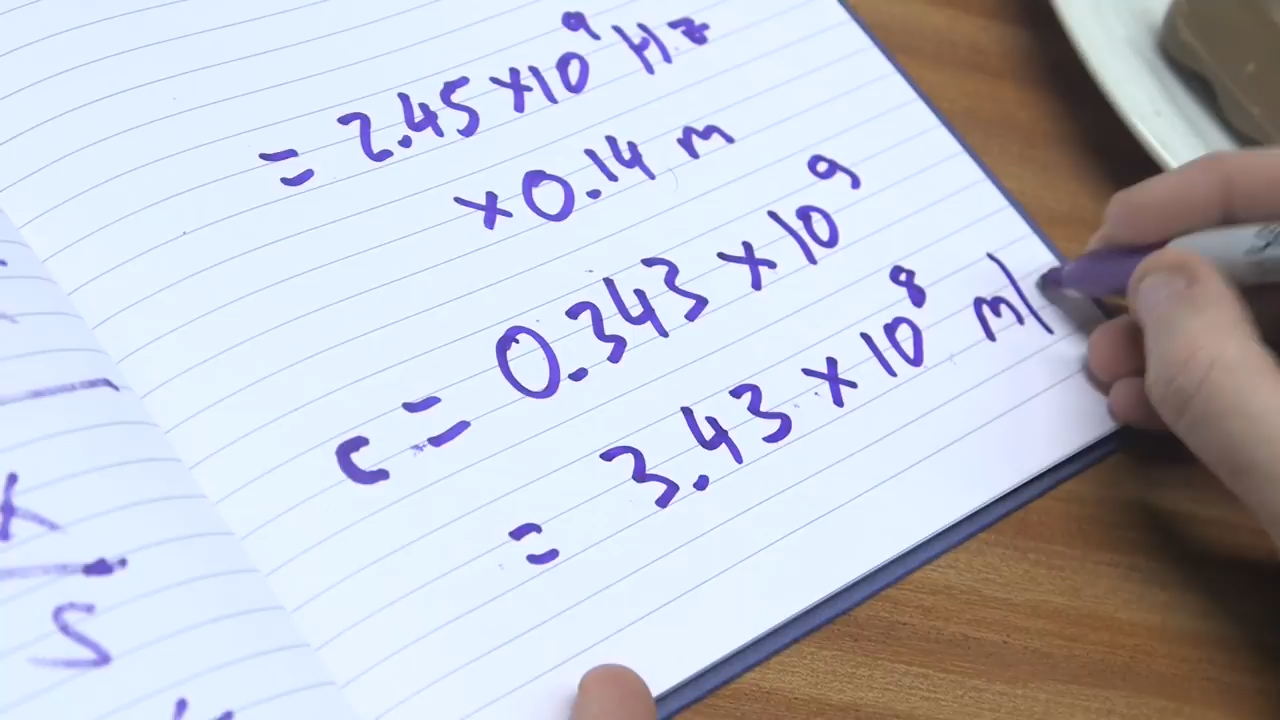 = 2.45×10⁹ Hz
×0.14 m
c = 0.343 × 10⁹
= 3.43 × 10⁸ m/